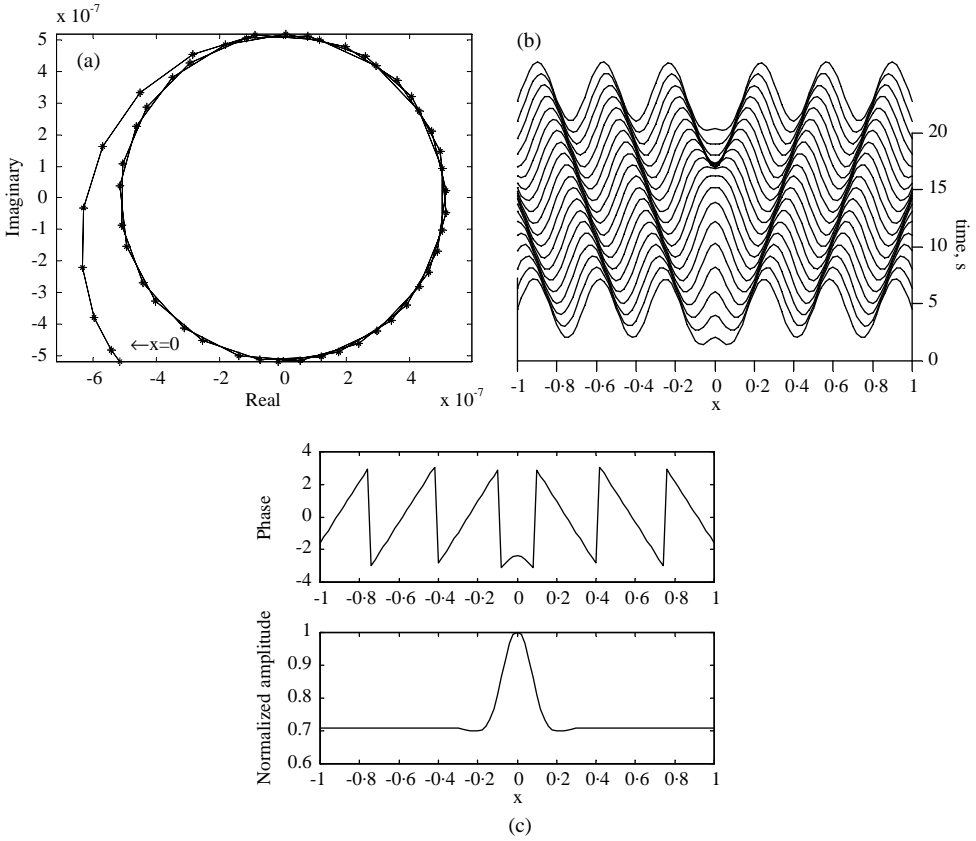 x 10^-7
5
4
3
2
1
0
-1
-2
-3
-4
-5
Imaginary
(a)
←x=0
-6 -4 -2 0 2 4
Real
x 10^-7
(b)
20
15
10
5
0
time, s
-1 -0·8 -0·6 -0·4 -0·2 0 0·2 0·4 0·6 0·8 1
x
4
2
0
-2
-4
Phase
-1 -0·8 -0·6 -0·4 -0·2 0 0·2 0·4 0·6 0·8 1
1
0.9
0.8
0.7
0.6
Normalized amplitude
-1 -0·8 -0·6 -0·4 -0·2 0 0·2 0·4 0·6 0·8 1
x
(c)